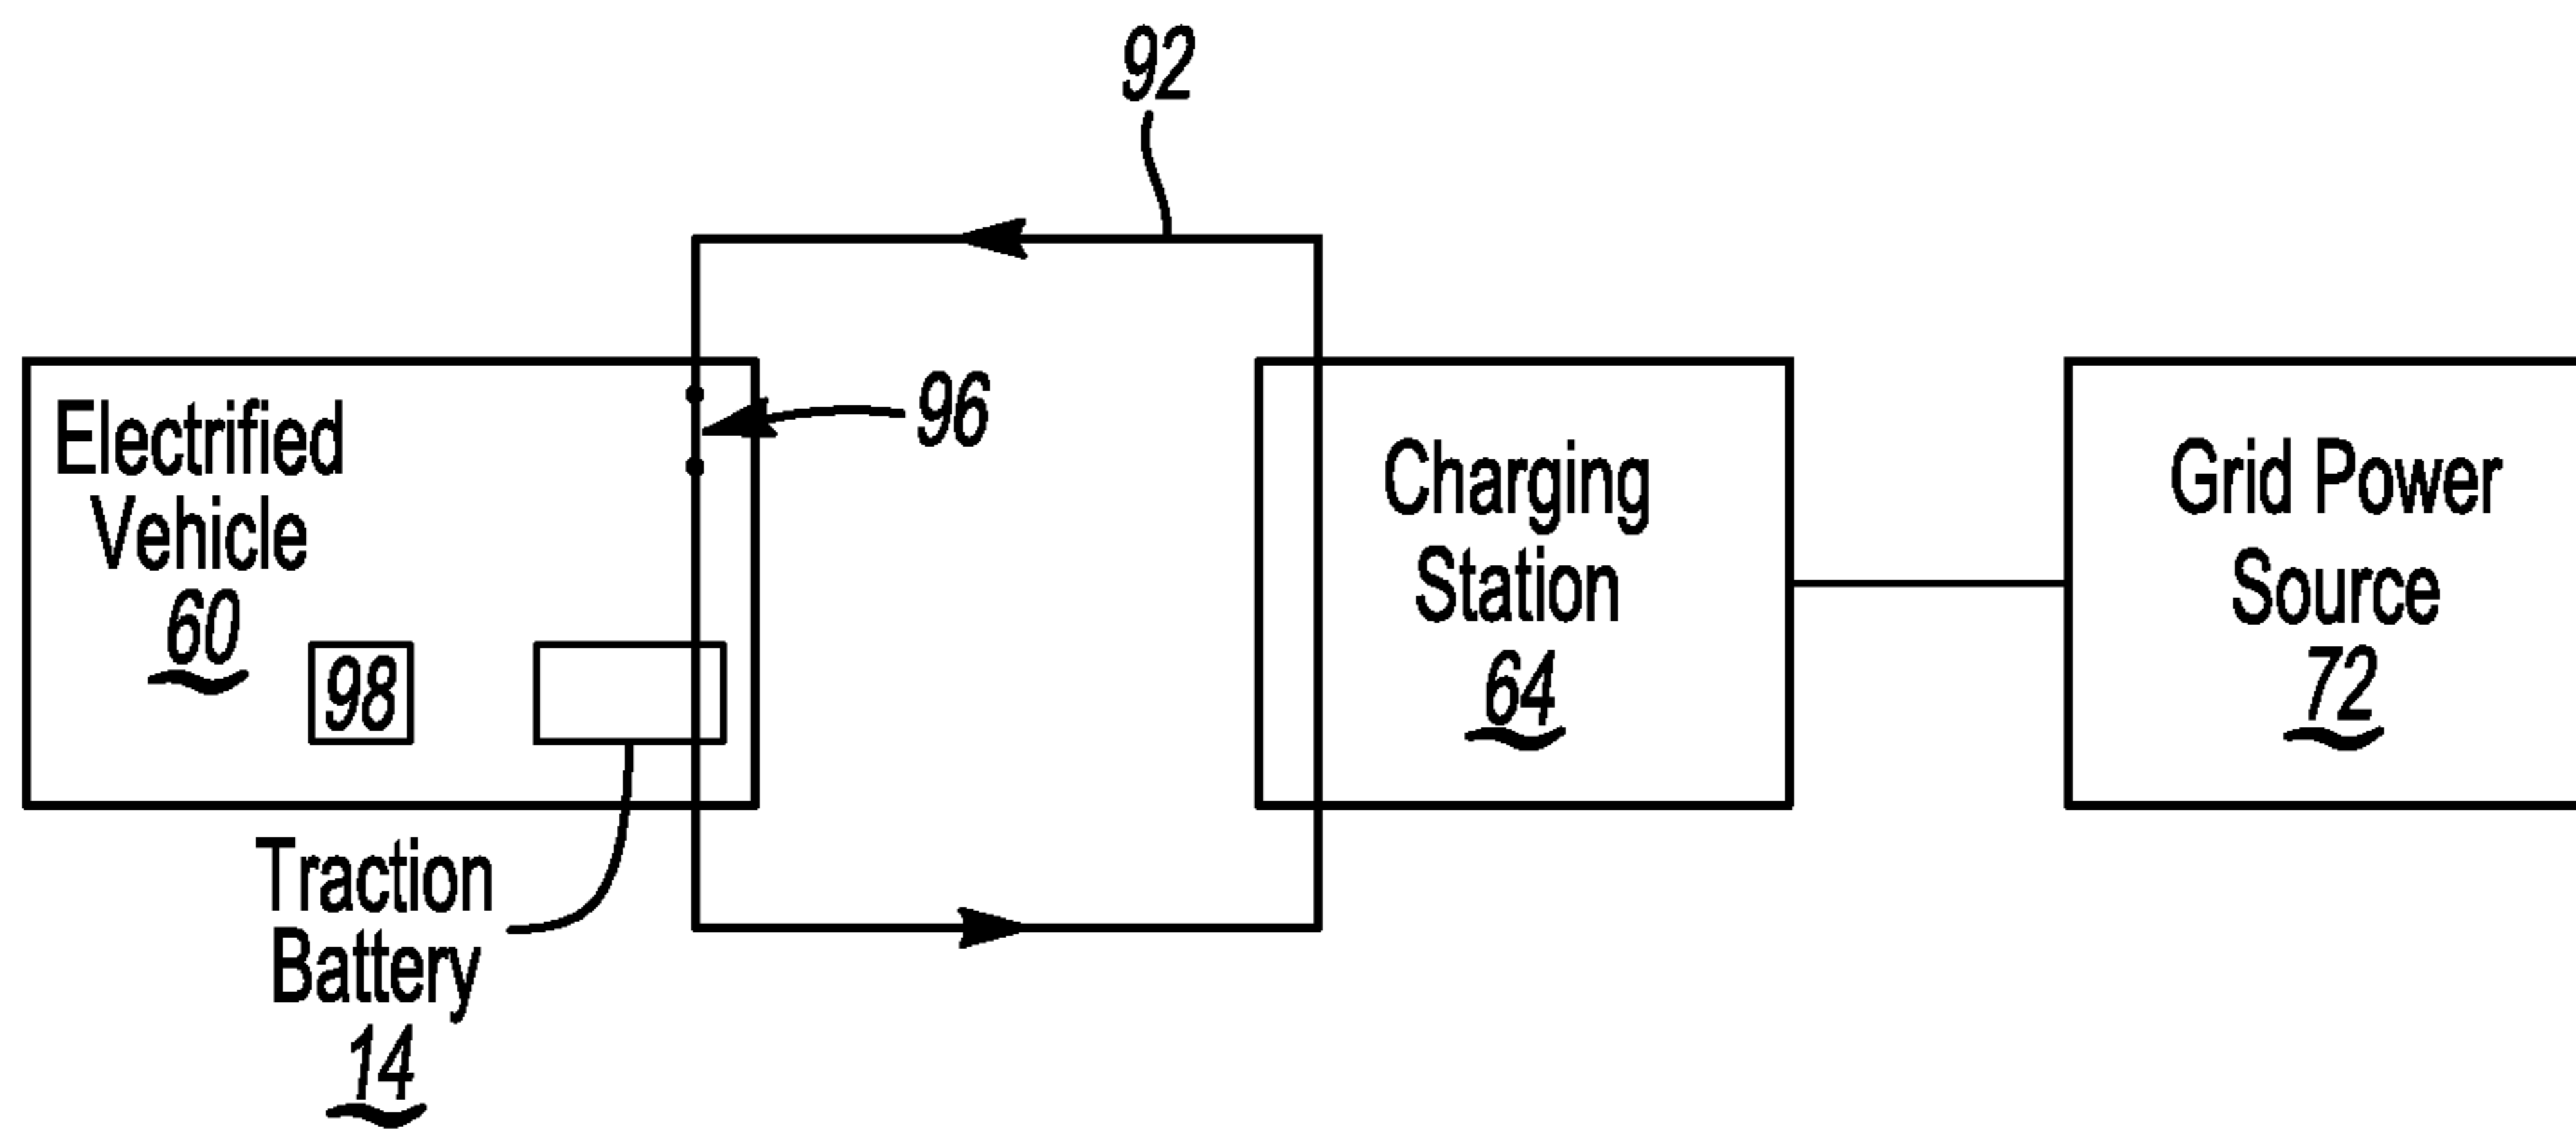 92
96
Electrified
Vehicle
60
98
Charging
Station
64
Grid Power
Source
72
Traction
Battery
14